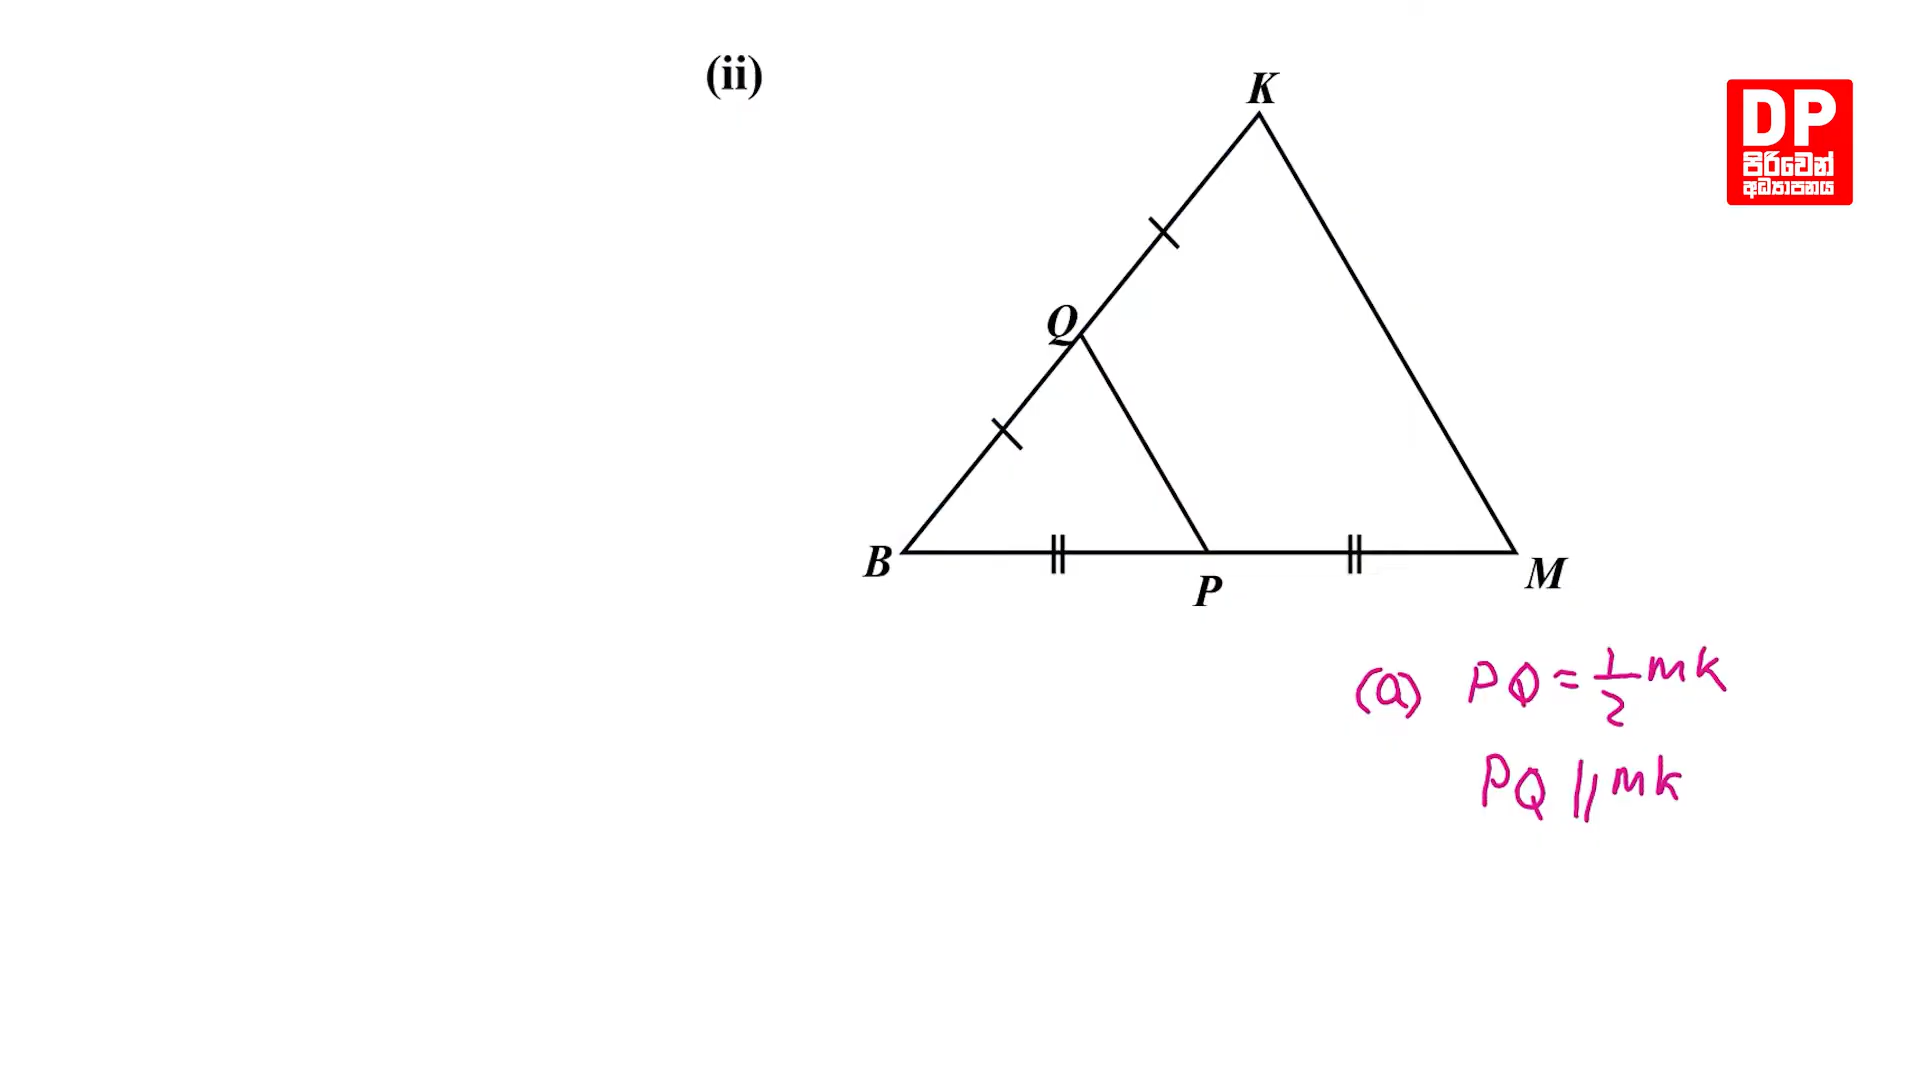 (ii)
K
DP
පිරිවෙන්
අධ්‍යාපනය
Q
B
P
M
(a) PQ = 1/2 mk
PQ // mk